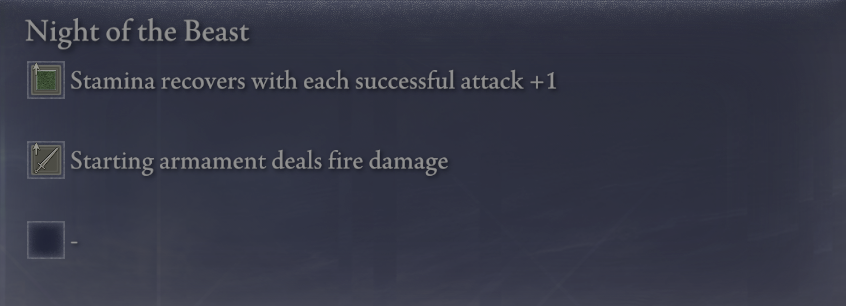 Night of the Beast
Stamina recovers with each successful attack +1
Starting armament deals fire damage
-